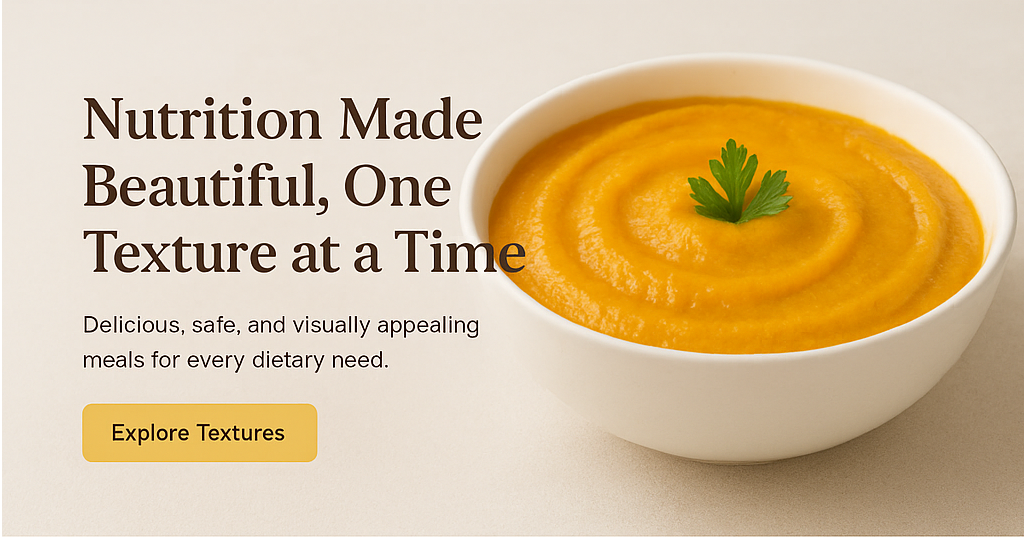 Nutrition Made
Beautiful, One
Texture at a Time
Delicious, safe, and visually appealing
meals for every dietary need.
Explore Textures